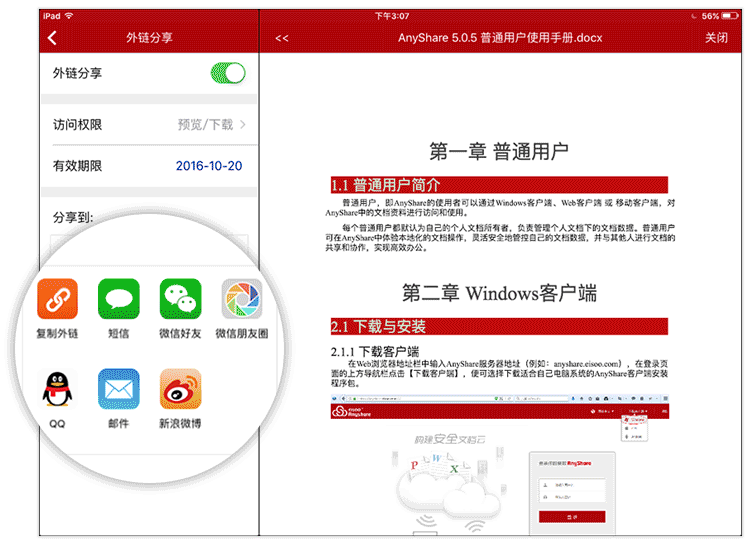 iPad
下午3:07
56%
外链分享
<<
AnyShare 5.0.5 普通用户使用手册.docx
关闭
外链分享
访问权限
预览/下载
有效期限
2016-10-20
分享到:
复制外链
短信
微信好友
微信朋友圈
QQ
邮件
新浪微博
第一章 普通用户
1.1 普通用户简介
普通用户，即AnyShare的使用者可以通过Windows客户端、Web客户端 或 移动客户端，对
AnyShare中的文档资料进行访问和使用。
每个普通用户都默认为自己的个人文档所有者，负责管理个人文档下的文档数据。普通用户
可在AnyShare中体验本地化的文档操作，灵活安全地管控自己的文档数据，并与其他人进行文档的
共享和协作，实现高效办公。
第二章 Windows客户端
2.1 下载与安装
2.1.1 下载客户端
在Web浏览器地址栏中输入AnyShare服务器地址（例如：anyshare.eisoo.com），在登录页
面的上方导航栏点击【下载客户端】，便可选择下载适合自己电脑系统的AnyShare客户端安装
程序包。
eisoo
Anyshare
构建安全文档云
P W X
AnyShare
登 录